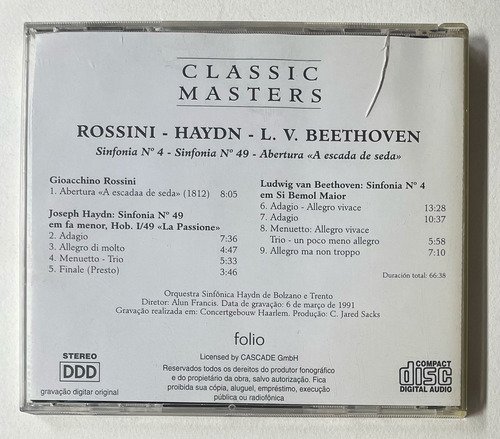 CLASSIC
MASTERS
ROSSINI - HAYDN - L. V. BEETHOVEN
Sinfonia Nº 4 - Sinfonia Nº 49 - Abertura «A escada de seda»
Gioacchino Rossini
1. Abertura «A escadaa de seda» (1812) 8:05
Joseph Haydn: Sinfonia Nº 49
em fa menor, Hob. I/49 «La Passione»
2. Adagio 7:36
3. Allegro di molto 4:47
4. Menuetto - Trio 5:33
5. Finale (Presto) 3:46
Ludwig van Beethoven: Sinfonia Nº 4
em Si Bemol Maior
6. Adagio - Allegro vivace 13:28
7. Adagio 10:37
8. Menuetto: Allegro vivace
Trio - un poco meno allegro 5:58
9. Allegro ma non troppo 7:10
Duración total: 66:38
Orquestra Sinfônica Haydn de Bolzano e Trento
Diretor: Alun Francis. Data de gravação: 6 de março de 1991
Gravação realizada em: Concertgebouw Haarlem. Produção: C. Jared Sacks
folio
Licensed by CASCADE GmbH
Reservados todos os direitos do produtor fonográfico
e do propietário da obra, salvo autorização. Fica
proibida sua cópia, aluguel, empréstimo, execução
pública ou radiofônica
STEREO
DDD
gravação digitar original
COMPACT
disc
DIGITAL AUDIO